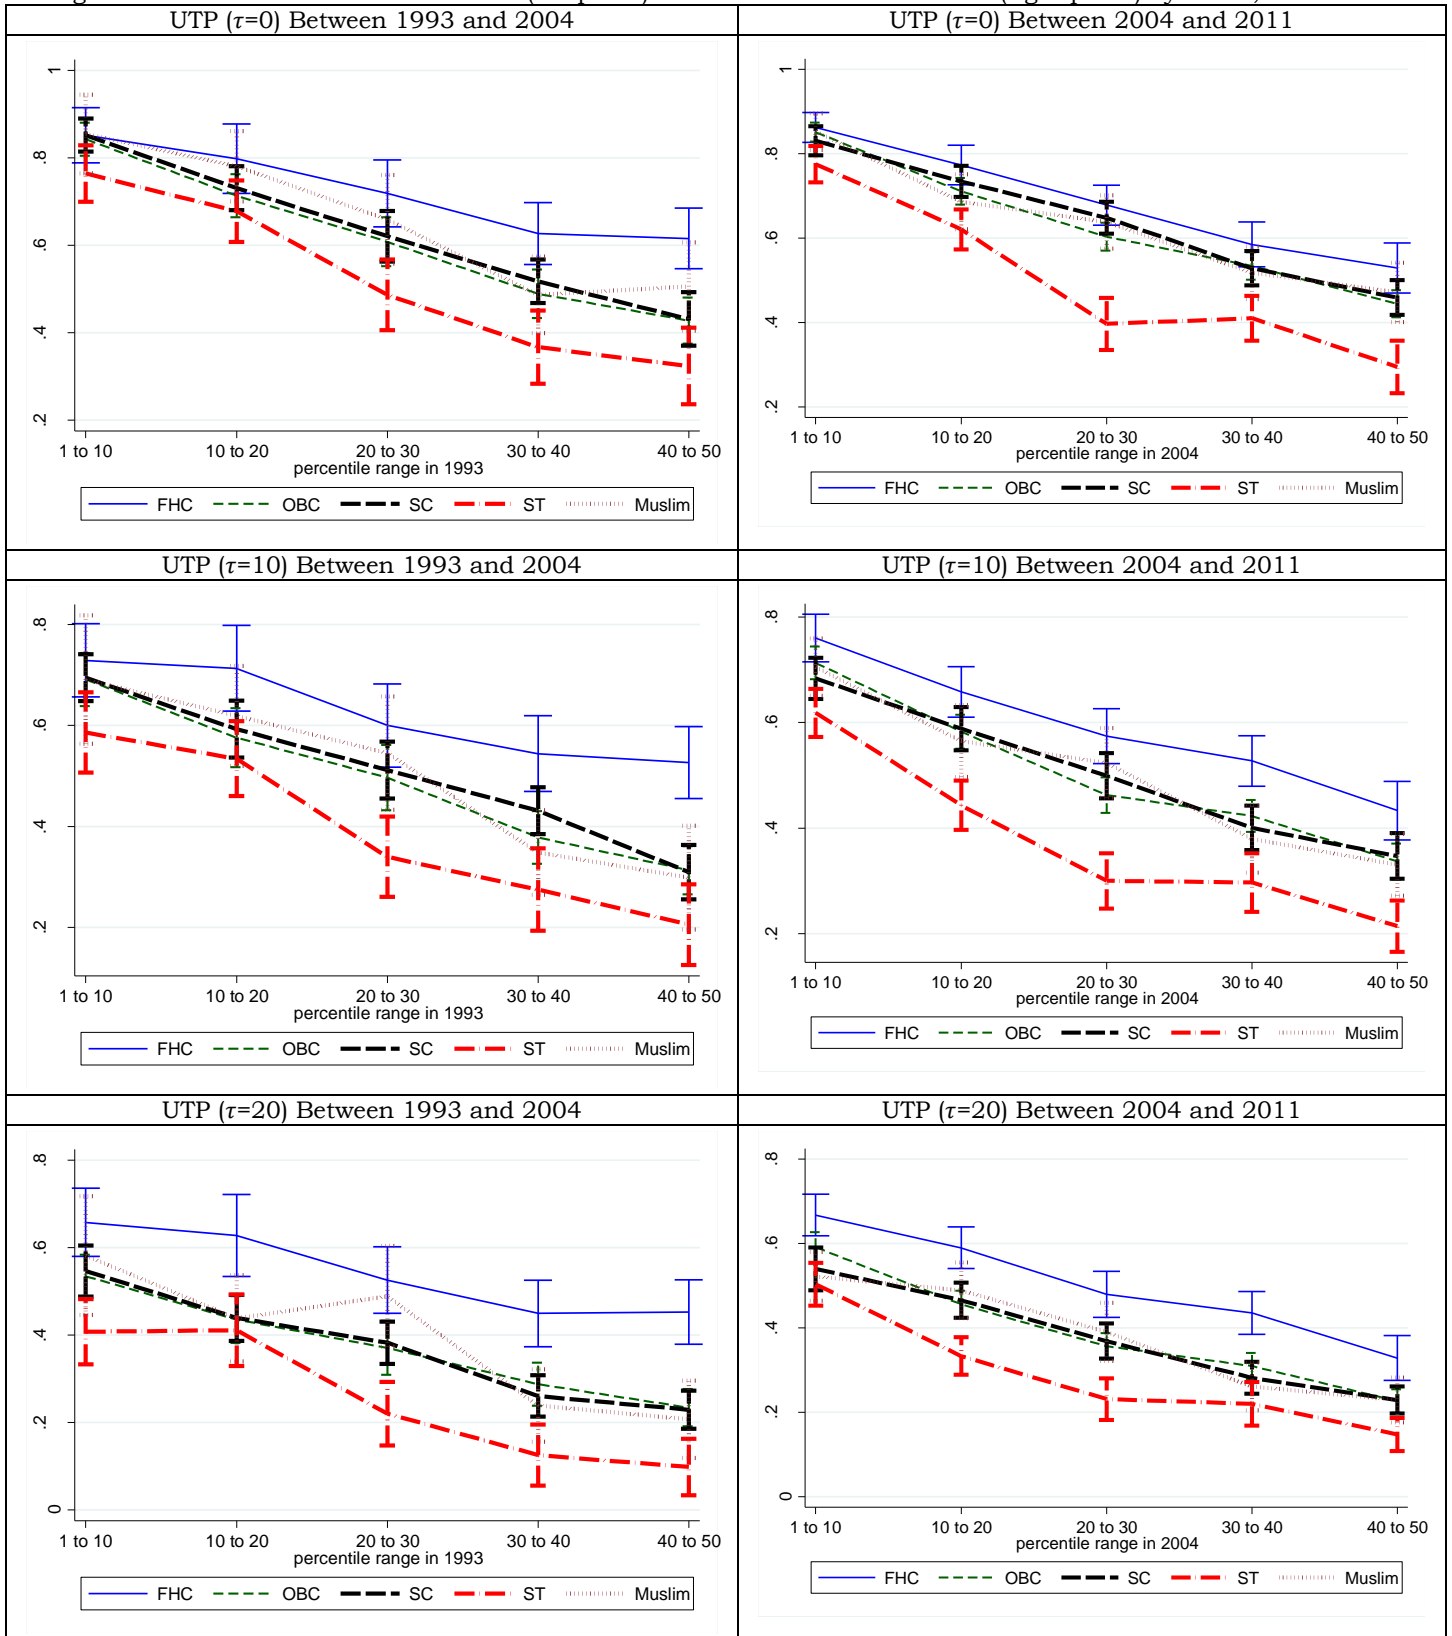 UTP (τ=0) Between 1993 and 2004
UTP (τ=0) Between 2004 and 2011
1
.8
.6
.4
.2
1 to 10 10 to 20 20 to 30 30 to 40 40 to 50
percentile range in 1993
FHC OBC SC ST Muslim
1
.8
.6
.4
.2
1 to 10 10 to 20 20 to 30 30 to 40 40 to 50
percentile range in 2004
FHC OBC SC ST Muslim
UTP (τ=10) Between 1993 and 2004
UTP (τ=10) Between 2004 and 2011
.8
.6
.4
.2
1 to 10 10 to 20 20 to 30 30 to 40 40 to 50
percentile range in 1993
FHC OBC SC ST Muslim
.8
.6
.4
.2
1 to 10 10 to 20 20 to 30 30 to 40 40 to 50
percentile range in 2004
FHC OBC SC ST Muslim
UTP (τ=20) Between 1993 and 2004
UTP (τ=20) Between 2004 and 2011
.8
.6
.4
.2
0
1 to 10 10 to 20 20 to 30 30 to 40 40 to 50
percentile range in 1993
FHC OBC SC ST Muslim
.8
.6
.4
.2
0
1 to 10 10 to 20 20 to 30 30 to 40 40 to 50
percentile range in 2004
FHC OBC SC ST Muslim